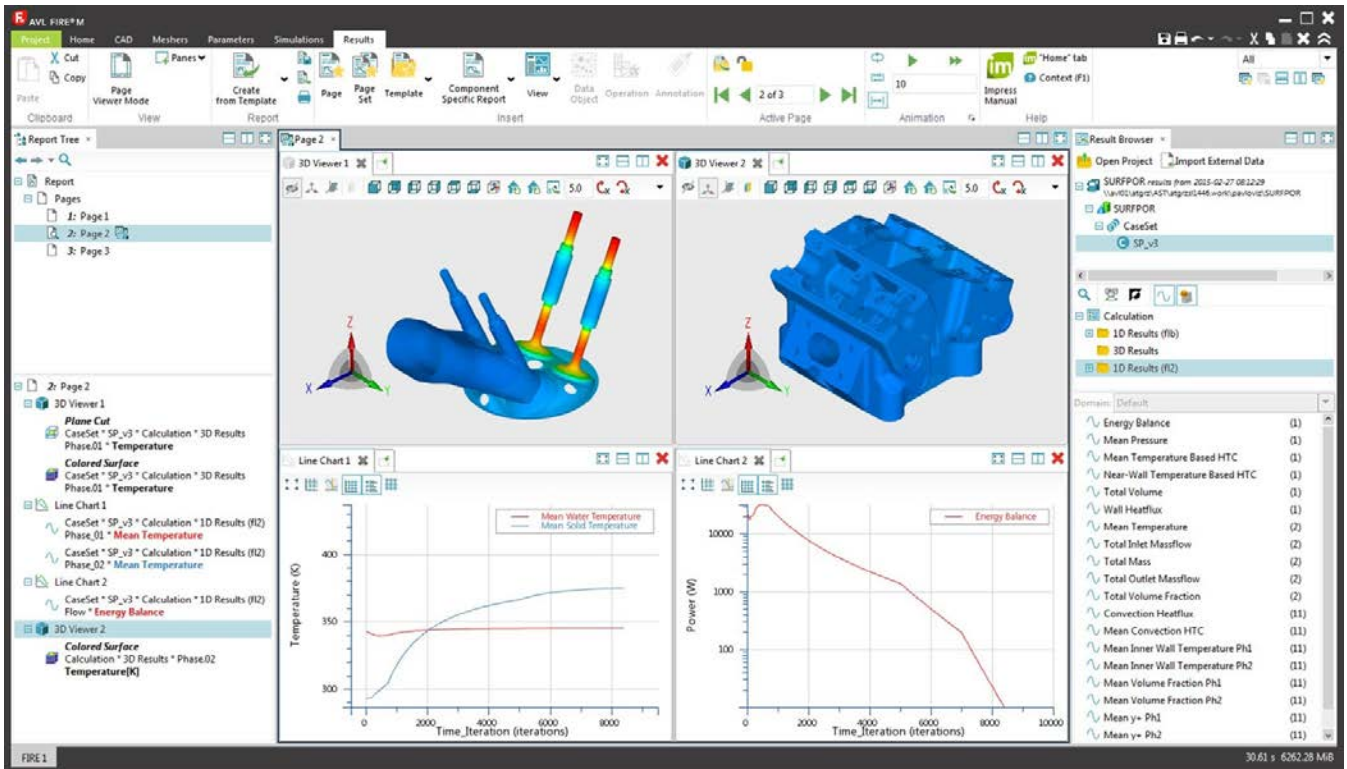 AVL FIRE®M
Project Home CAD Meshers Parameters Simulations Results
Cut
Copy
Paste
Clipboard
Page
Viewer Mode
Panes
View
Create
from Template
Report
Page
Page
Set
Template
Component
Specific Report
View
Data
Object
Operation
Annotation
Insert
2 of 3
Active Page
10
Animation
im
Impress
Manual
im "Home" tab
Context (F1)
Help
All
Report Tree
Report
Pages
1: Page 1
2: Page 2
3: Page 3
2: Page 2
3D Viewer 1
Plane Cut
CaseSet * SP_v3 * Calculation * 3D Results
Phase.01 * Temperature
Colored Surface
CaseSet * SP_v3 * Calculation * 3D Results
Phase.01 * Temperature
Line Chart 1
CaseSet * SP_v3 * Calculation * 1D Results (fl2)
Phase_01 * Mean Temperature
CaseSet * SP_v3 * Calculation * 1D Results (fl2)
Phase_02 * Mean Temperature
Line Chart 2
CaseSet * SP_v3 * Calculation * 1D Results (fl2)
Flow * Energy Balance
3D Viewer 2
Colored Surface
Calculation * 3D Results * Phase.02
Temperature[K]
Page 2
3D Viewer 1
5.0
Z
X
Y
3D Viewer 2
5.0
Z
X
Y
Line Chart 1
Mean Water Temperature
Mean Solid Temperature
Temperature (K)
400
350
300
0 2000 4000 6000 8000
Time_Iteration (iterations)
Line Chart 2
Energy Balance
Power (W)
10000
1000
100
0 2000 4000 6000 8000 10000
Time_Iteration (iterations)
Result Browser
Open Project Import External Data
SURFPOR results from 2015-02-27 08:12:29
SURFPOR
CaseSet
SP_v3
Calculation
1D Results (flb)
3D Results
1D Results (fl2)
Domain: Default
Energy Balance (1)
Mean Pressure (1)
Mean Temperature Based HTC (1)
Near-Wall Temperature Based HTC (1)
Total Volume (1)
Wall Heatflux (1)
Mean Temperature (2)
Total Inlet Massflow (2)
Total Mass (2)
Total Outlet Massflow (2)
Total Volume Fraction (2)
Convection Heatflux (11)
Mean Convection HTC (11)
Mean Inner Wall Temperature Ph1 (11)
Mean Inner Wall Temperature Ph2 (11)
Mean Volume Fraction Ph1 (11)
Mean Volume Fraction Ph2 (11)
Mean y+ Ph1 (11)
Mean y+ Ph2 (11)
FIRE 1
30.61 s 6262.28 MiB